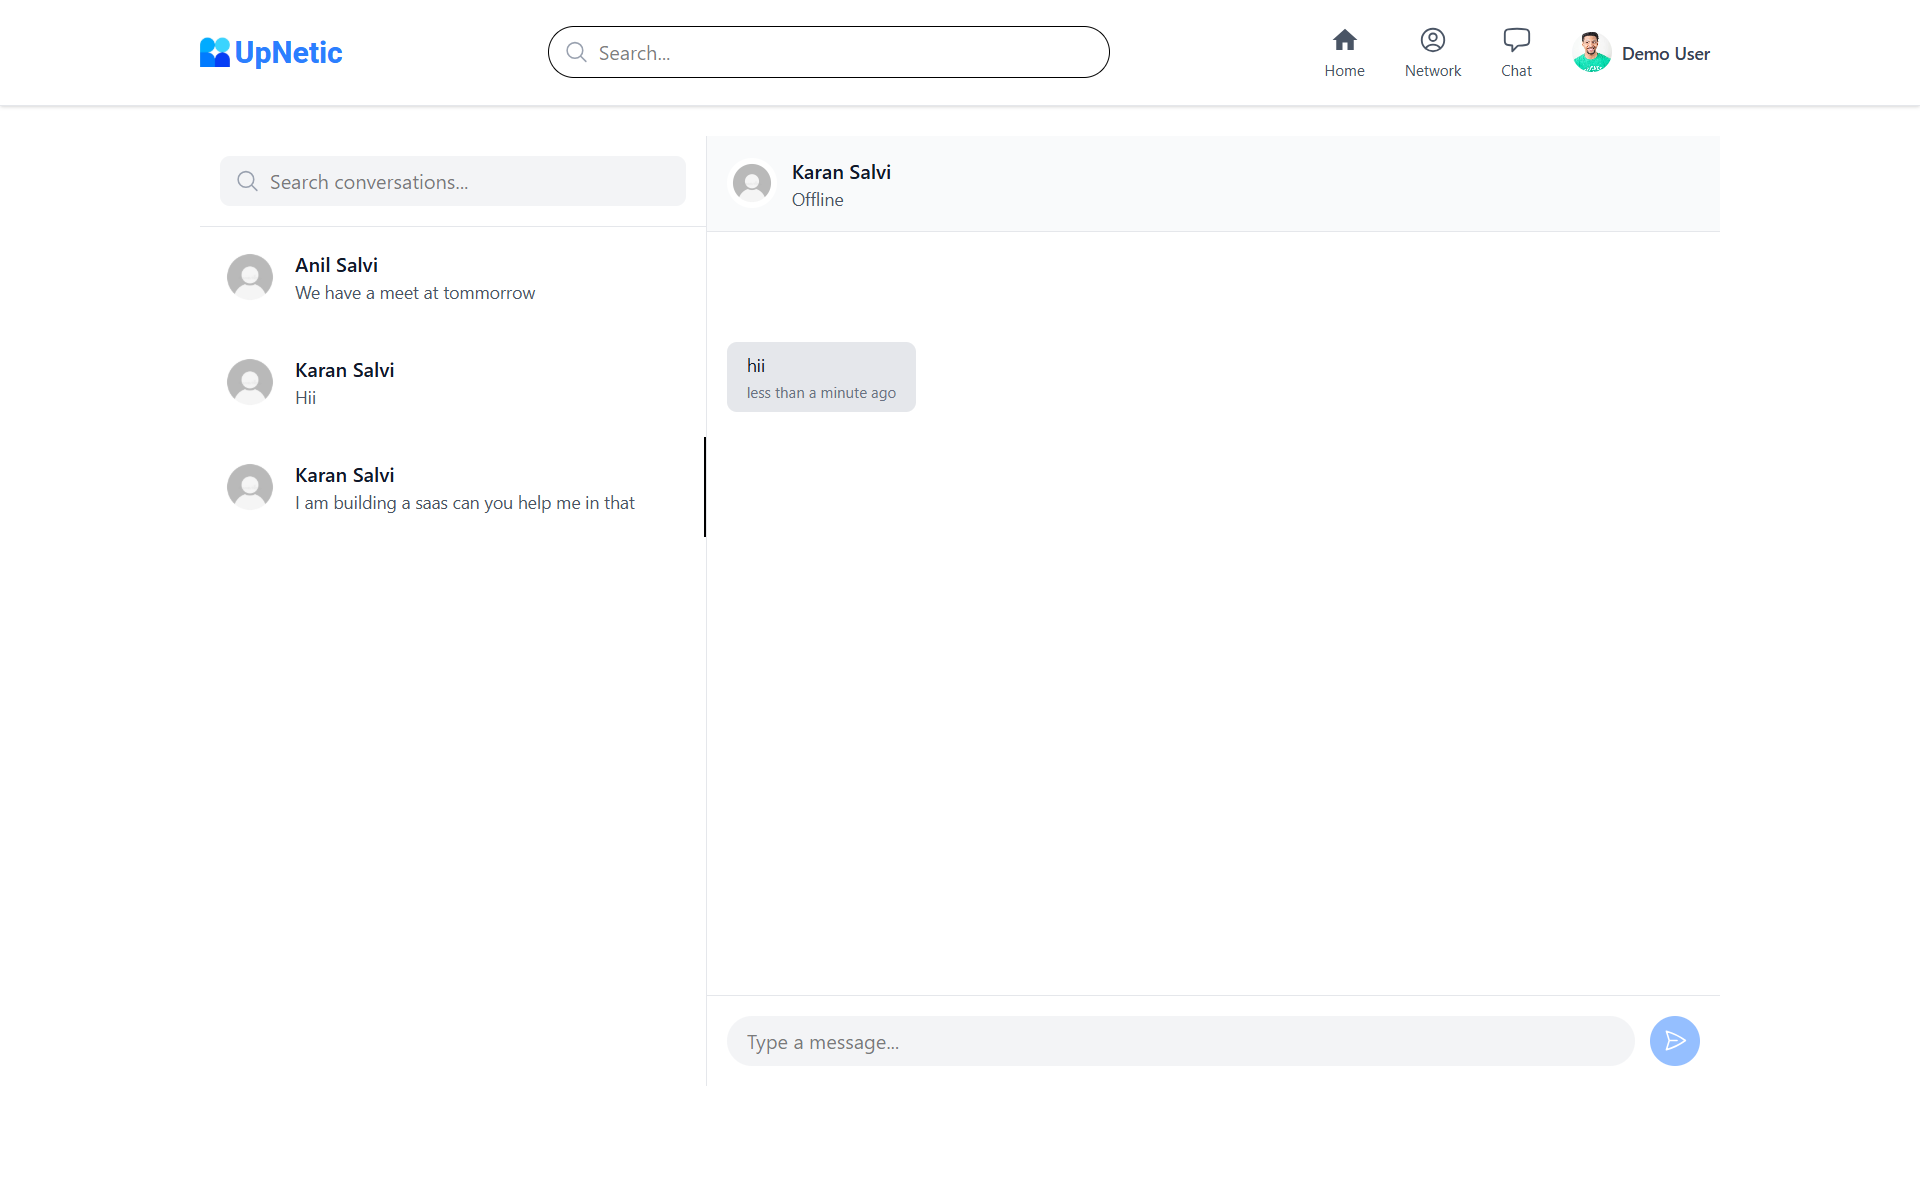 UpNetic
Search...
Home
Network
Chat
Demo User
Search conversations...
Anil Salvi
We have a meet at tommorrow
Karan Salvi
Hii
Karan Salvi
I am building a saas can you help me in that
Karan Salvi
Offline
hii
less than a minute ago
Type a message...